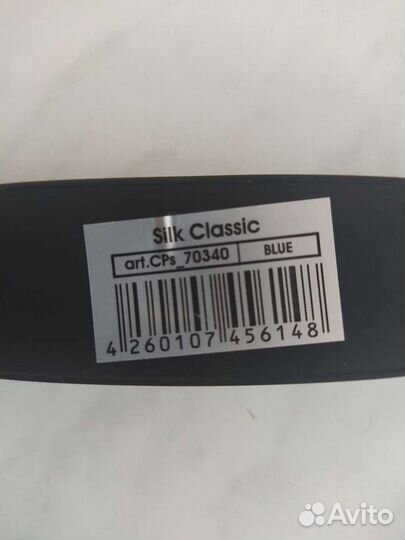 Silk Classic
art.CPs_70340 BLUE
4 260107 456148
Avito